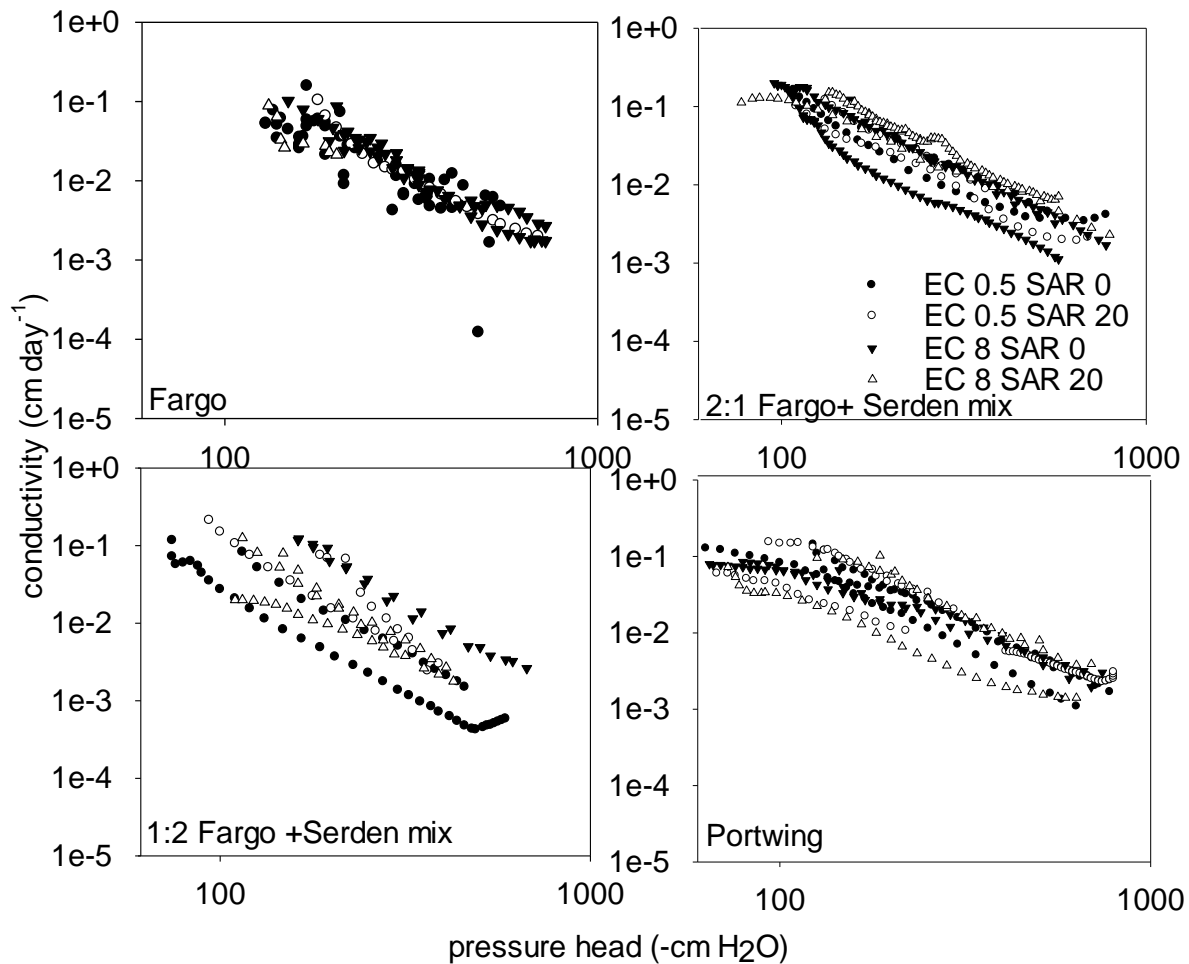 1e+0
1e-1
1e-2
1e-3
1e-4
1e-5
Fargo
100
1000
1e+0
1e-1
1e-2
1e-3
1e-4
1e-5
EC 0.5 SAR 0
EC 0.5 SAR 20
EC 8 SAR 0
EC 8 SAR 20
2:1 Fargo+ Serden mix
100
1000
conductivity (cm day-1)
1e+0
1e-1
1e-2
1e-3
1e-4
1e-5
1:2 Fargo +Serden mix
100
1000
1e+0
1e-1
1e-2
1e-3
1e-4
1e-5
Portwing
100
1000
pressure head (-cm H2O)